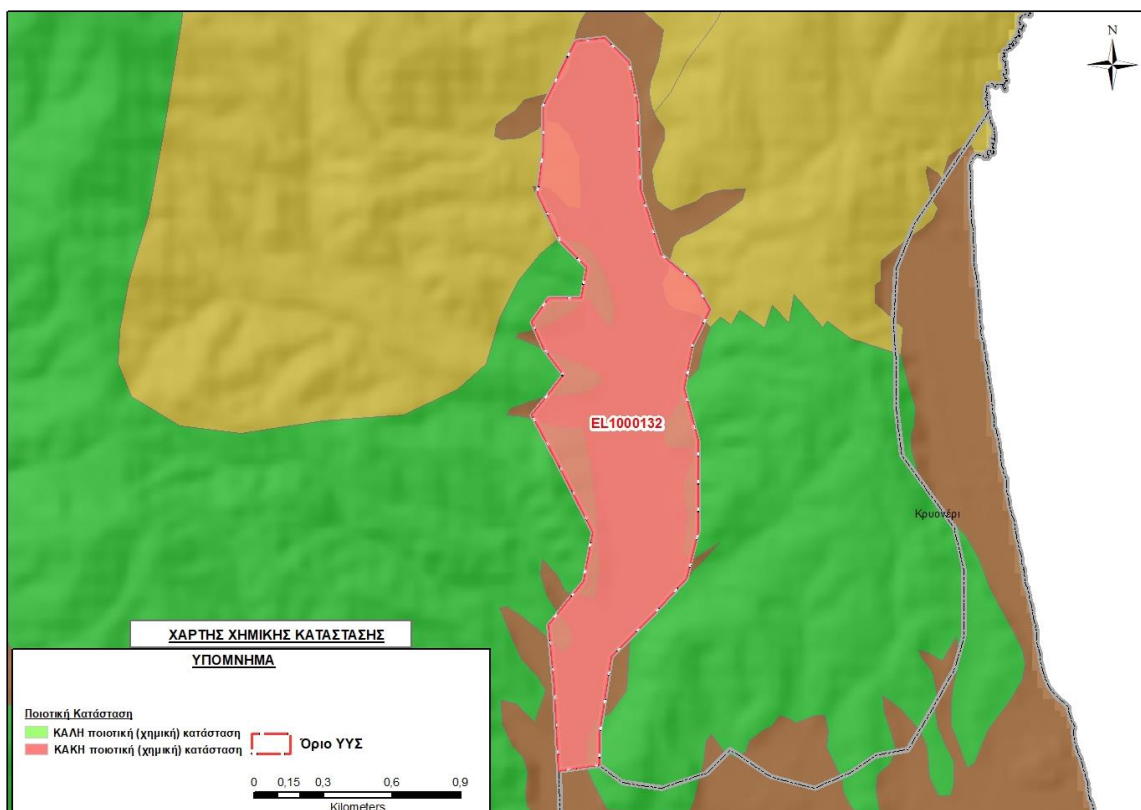 N
EL1000132
Κρυονέρι
ΧΑΡΤΗΣ ΧΗΜΙΚΗΣ ΚΑΤΑΣΤΑΣΗΣ
ΥΠΟΜΝΗΜΑ
Ποιοτική Κατάσταση
ΚΑΛΗ ποιοτική (χημική) κατάσταση
ΚΑΚΗ ποιοτική (χημική) κατάσταση
Όριο ΥΥΣ
0 0,15 0,3 0,6 0,9
Kilometers